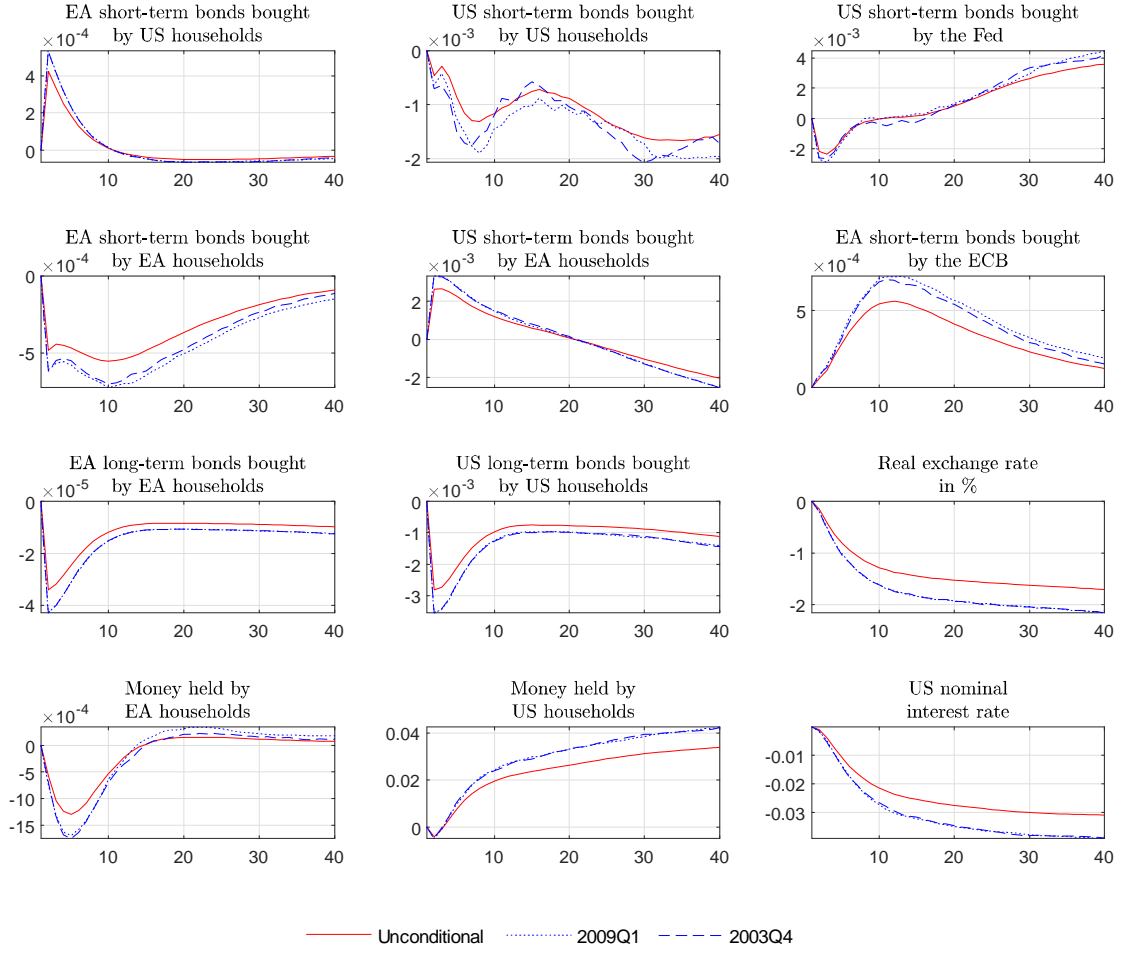 EA short-term bonds bought
by US households
×10⁻⁴
4
2
0
10 20 30 40
US short-term bonds bought
by US households
×10⁻³
0
-1
-2
10 20 30 40
US short-term bonds bought
by the Fed
×10⁻³
4
2
0
-2
10 20 30 40
EA short-term bonds bought
by EA households
×10⁻⁴
0
-5
10 20 30 40
US short-term bonds bought
by EA households
×10⁻³
2
0
-2
10 20 30 40
EA short-term bonds bought
by the ECB
×10⁻⁴
5
0
10 20 30 40
EA long-term bonds bought
by EA households
×10⁻⁵
0
-2
-4
10 20 30 40
US long-term bonds bought
by US households
×10⁻³
0
-1
-2
-3
10 20 30 40
Real exchange rate
in %
0
-1
-2
10 20 30 40
Money held by
EA households
×10⁻⁴
0
-5
-10
-15
10 20 30 40
Money held by
US households
0.04
0.02
0
10 20 30 40
US nominal
interest rate
-0.01
-0.02
-0.03
10 20 30 40
Unconditional 2009Q1 2003Q4